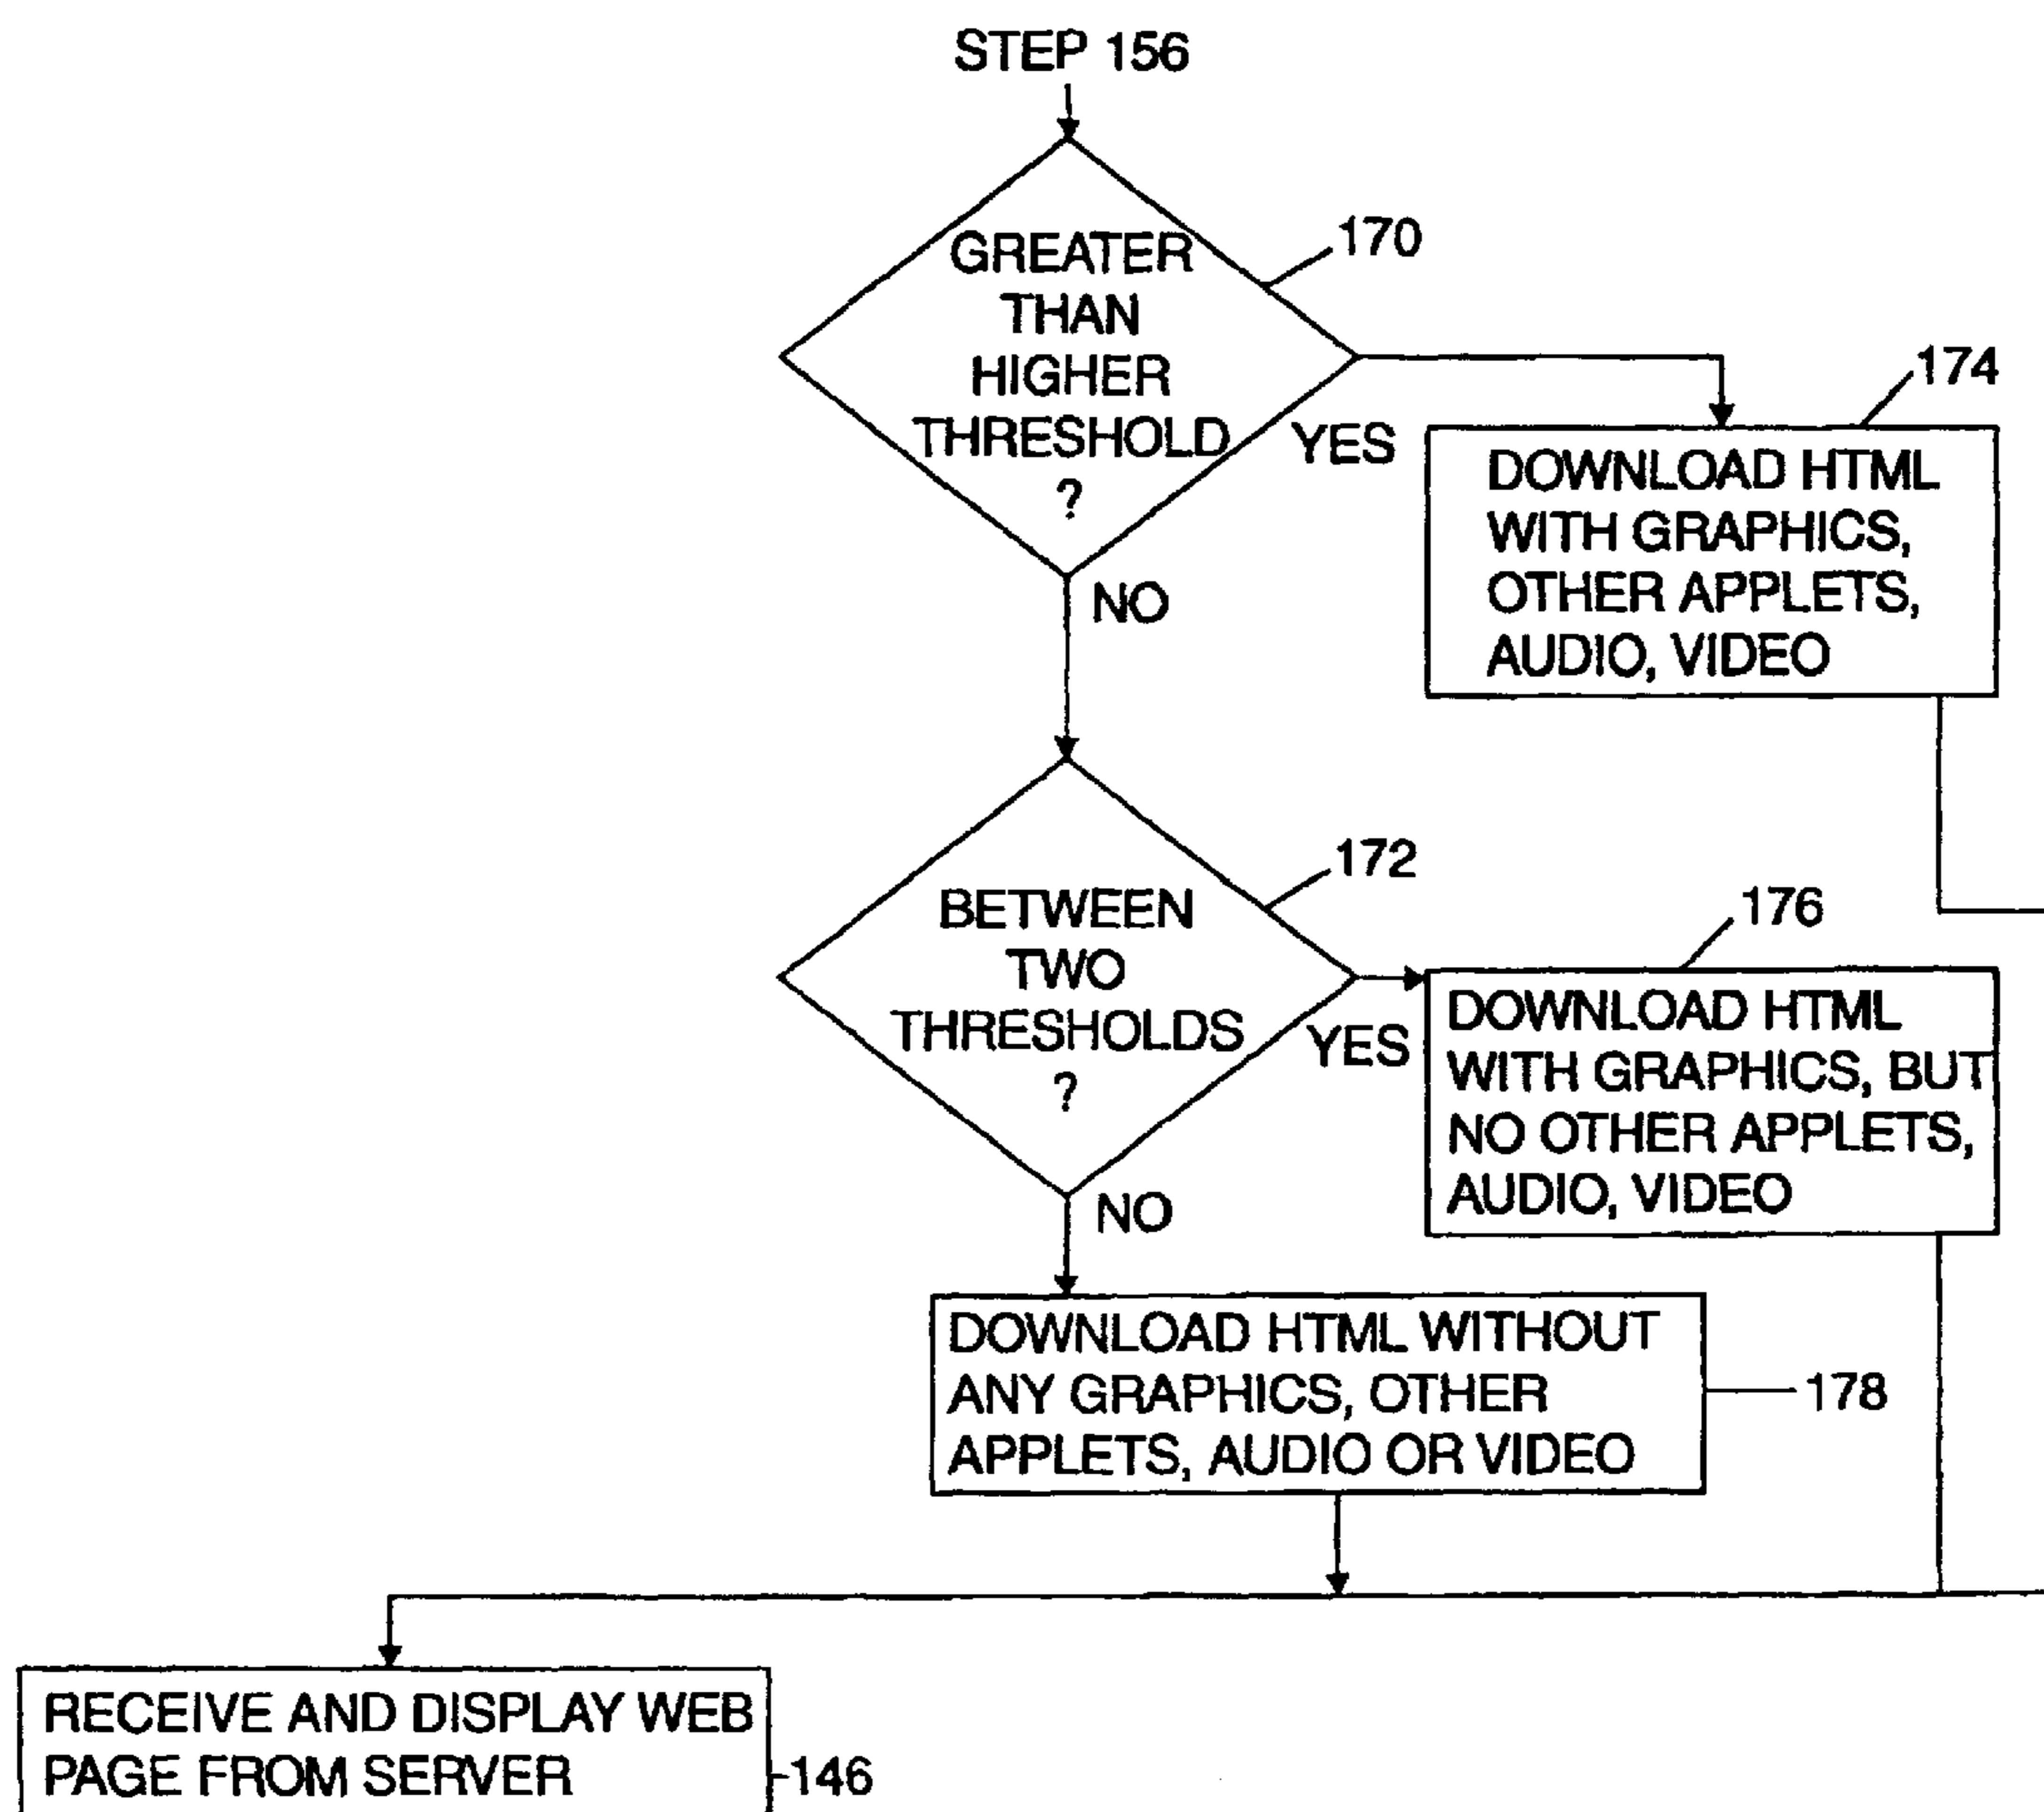 STEP 156
GREATER
THAN
HIGHER
THRESHOLD
?
170
YES
NO
174
DOWNLOAD HTML
WITH GRAPHICS,
OTHER APPLETS,
AUDIO, VIDEO
BETWEEN
TWO
THRESHOLDS
?
172
YES
NO
176
DOWNLOAD HTML
WITH GRAPHICS, BUT
NO OTHER APPLETS,
AUDIO, VIDEO
DOWNLOAD HTML WITHOUT
ANY GRAPHICS, OTHER
APPLETS, AUDIO OR VIDEO
178
RECEIVE AND DISPLAY WEB
PAGE FROM SERVER
146